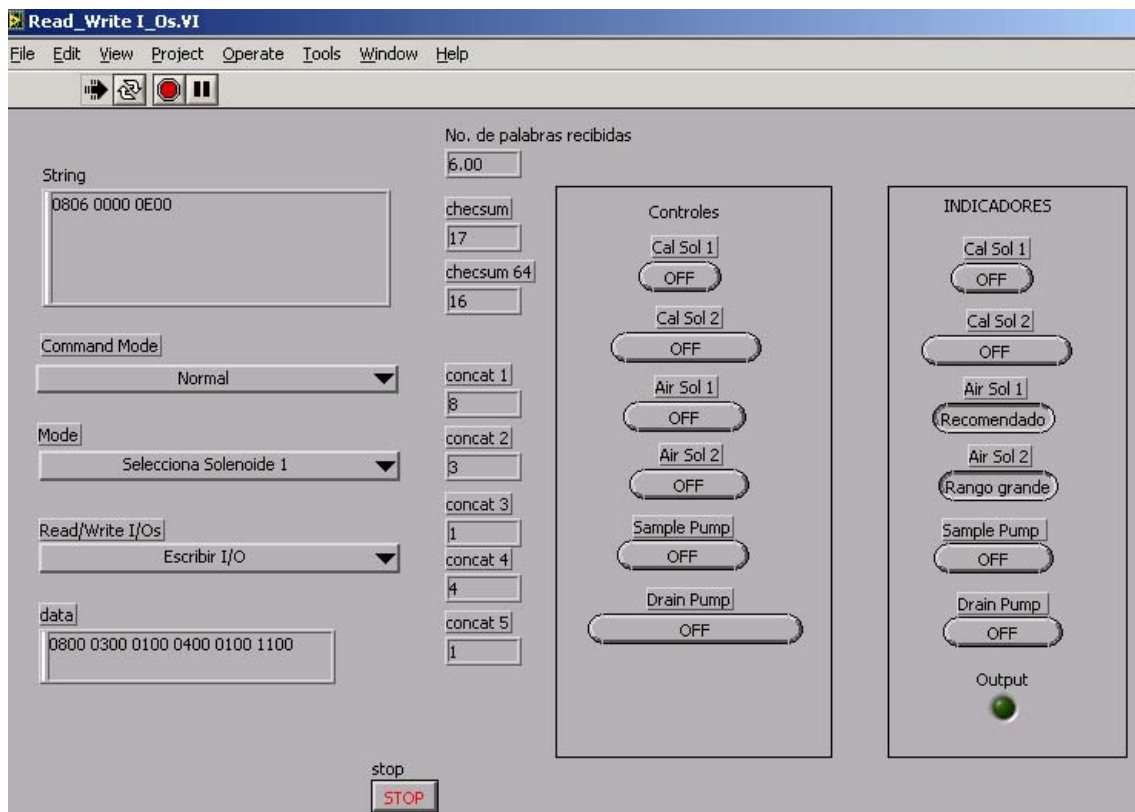 Read_Write I_Os.VI
File Edit View Project Operate Tools Window Help
String
0806 0000 0E00
Command Mode
Normal
Mode
Selecciona Solenoide 1
Read/Write I/Os
Escribir I/O
data
0800 0300 0100 0400 0100 1100
No. de palabras recibidas
6.00
checsum
17
checsum 64
16
concat 1
8
concat 2
3
concat 3
1
concat 4
4
concat 5
1
stop
STOP
Controles
Cal Sol 1
OFF
Cal Sol 2
OFF
Air Sol 1
OFF
Air Sol 2
OFF
Sample Pump
OFF
Drain Pump
OFF
INDICADORES
Cal Sol 1
OFF
Cal Sol 2
OFF
Air Sol 1
Recomendado
Air Sol 2
Rango grande
Sample Pump
OFF
Drain Pump
OFF
Output